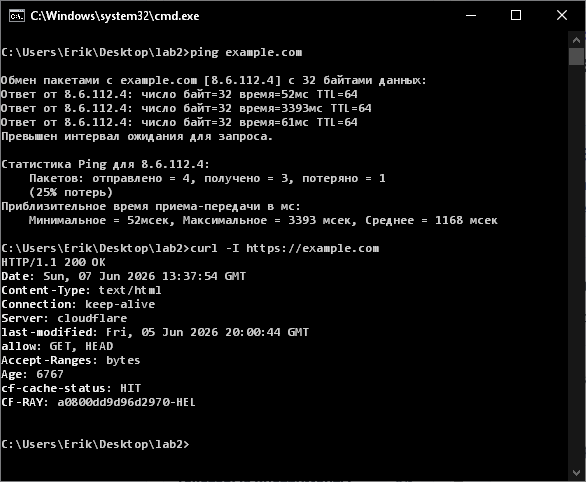 C:\Windows\system32\cmd.exe
C:\Users\Erik\Desktop\lab2>ping example.com
Обмен пакетами с example.com [8.6.112.4] с 32 байтами данных:
Ответ от 8.6.112.4: число байт=32 время=52мс TTL=64
Ответ от 8.6.112.4: число байт=32 время=3393мс TTL=64
Ответ от 8.6.112.4: число байт=32 время=61мс TTL=64
Превышен интервал ожидания для запроса.
Статистика Ping для 8.6.112.4:
Пакетов: отправлено = 4, получено = 3, потеряно = 1
(25% потерь)
Приблизительное время приема-передачи в мс:
Минимальное = 52мсек, Максимальное = 3393 мсек, Среднее = 1168 мсек
C:\Users\Erik\Desktop\lab2>curl -I https://example.com
HTTP/1.1 200 OK
Date: Sun, 07 Jun 2026 13:37:54 GMT
Content-Type: text/html
Connection: keep-alive
Server: cloudflare
last-modified: Fri, 05 Jun 2026 20:00:44 GMT
allow: GET, HEAD
Accept-Ranges: bytes
Age: 6767
cf-cache-status: HIT
CF-RAY: a0800dd9d96d2970-HEL
C:\Users\Erik\Desktop\lab2>